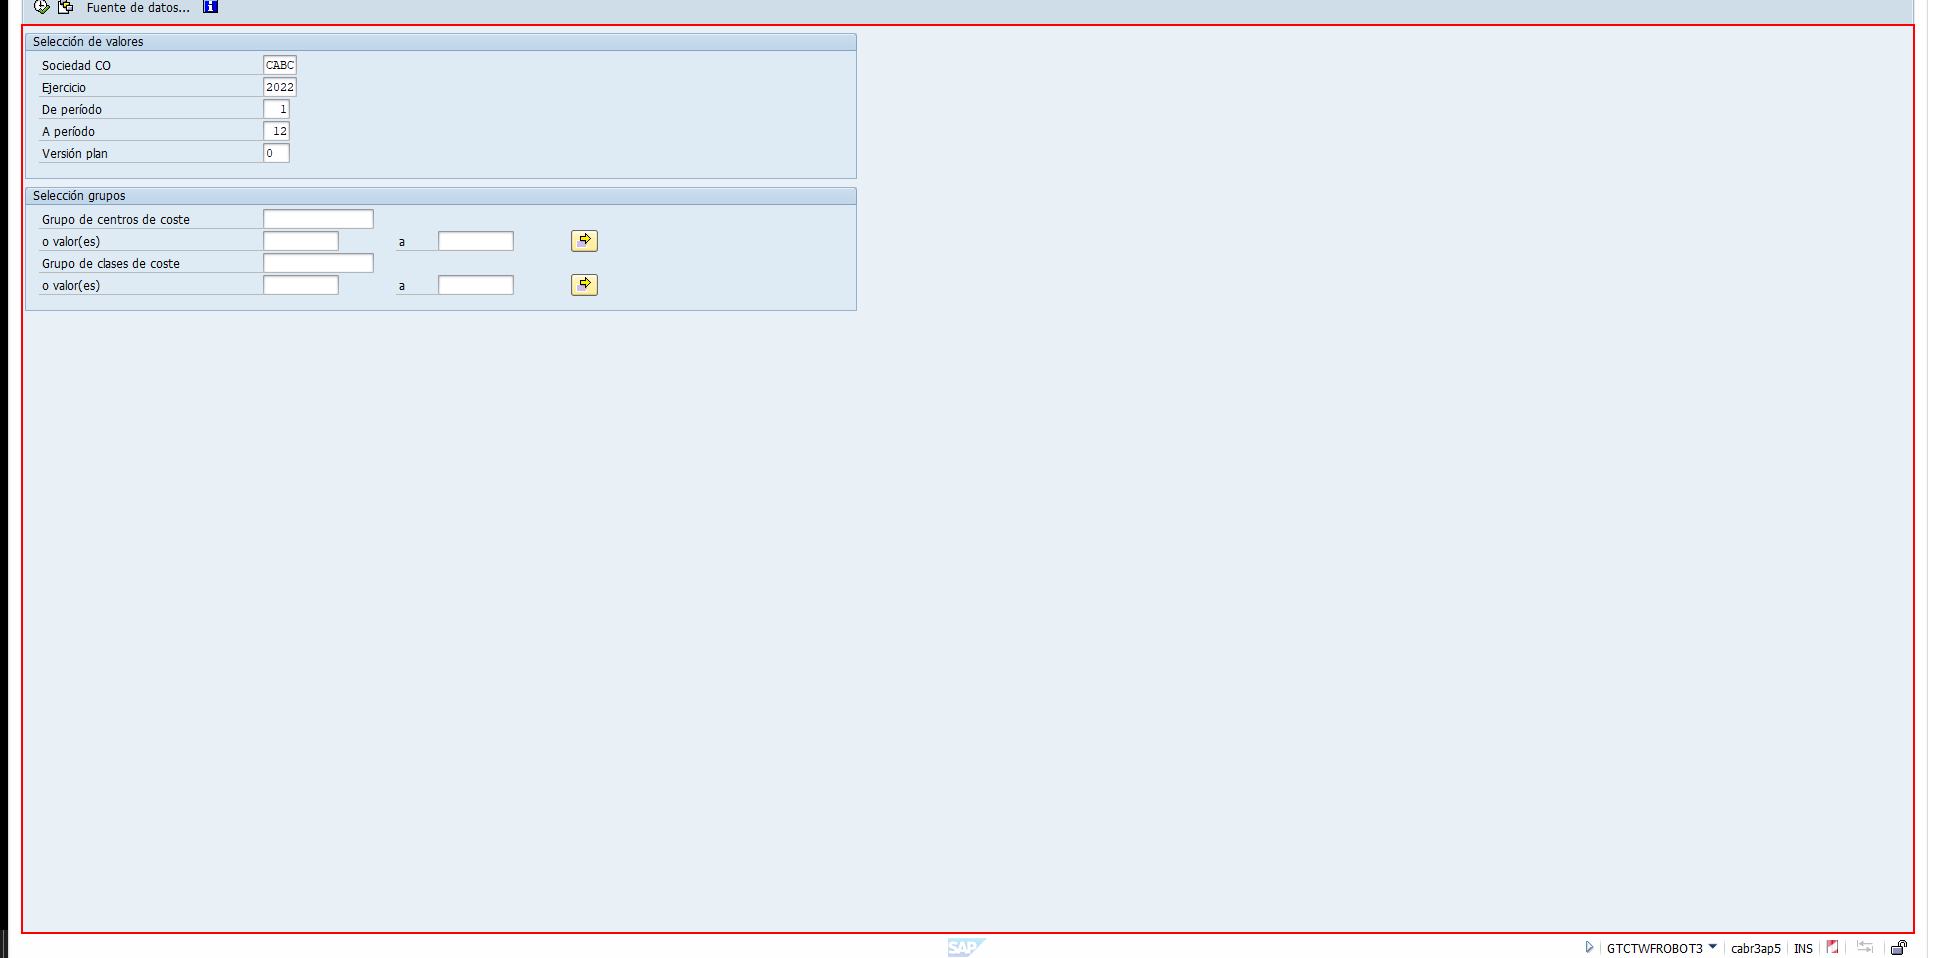 Fuente de datos...
Selección de valores
Sociedad CO CABC
Ejercicio 2022
De período 1
A período 12
Versión plan 0
Selección grupos
Grupo de centros de coste
o valor(es) a
Grupo de clases de coste
o valor(es) a
SAP
GTCTWFROBOT3 cabr3ap5 INS